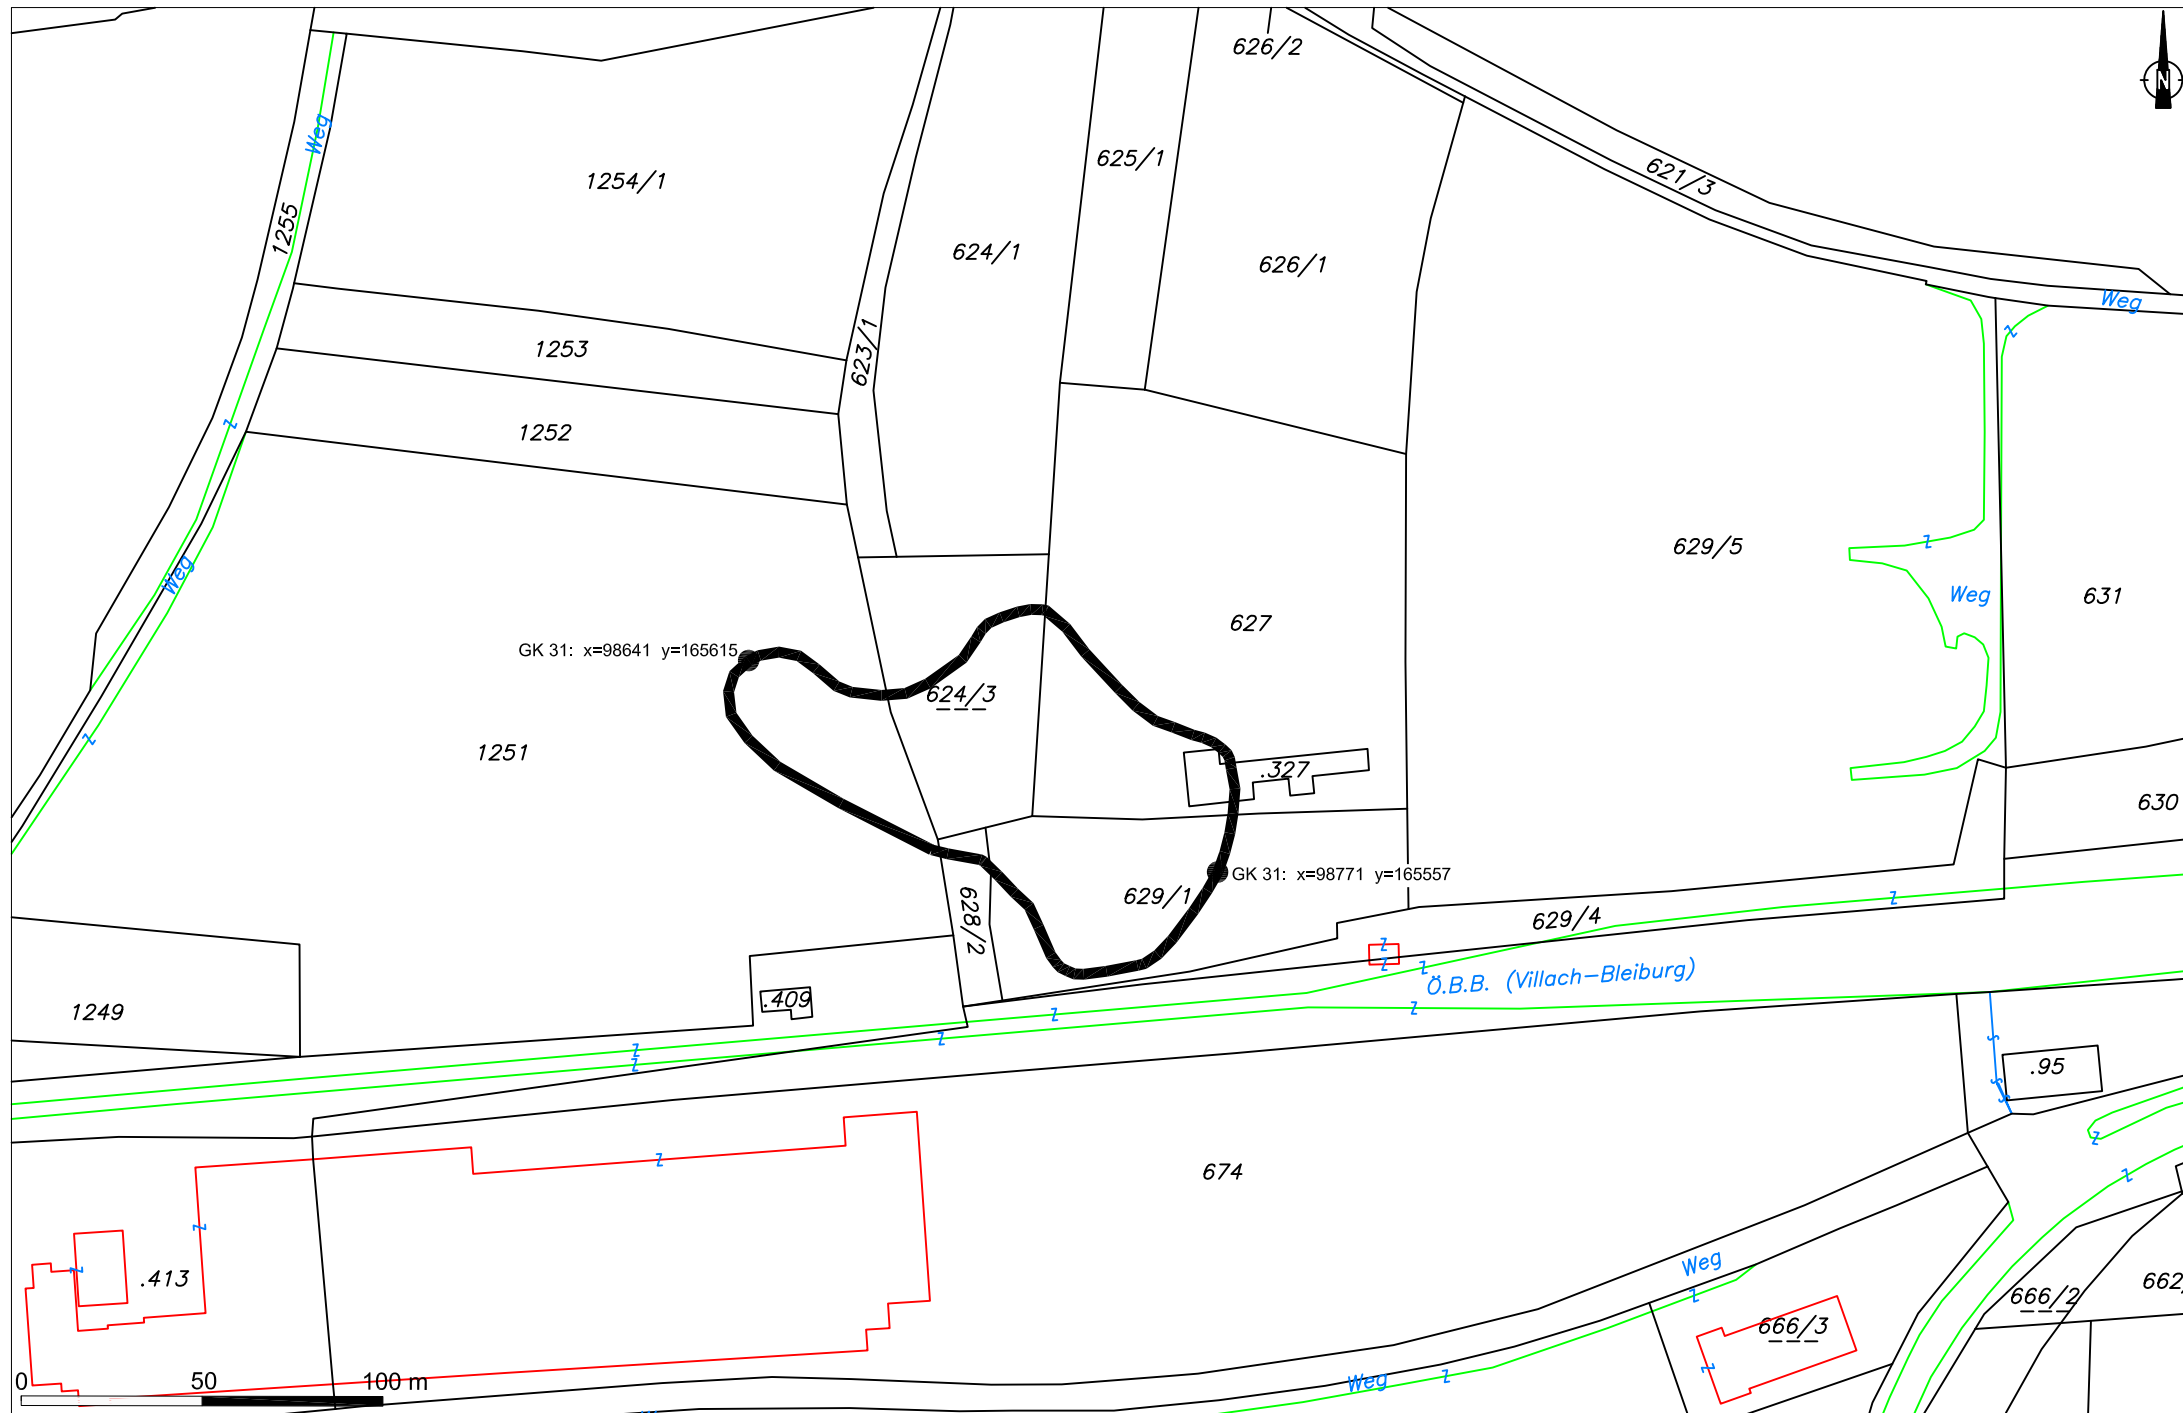 626/2
N
Weg
1254/1
625/1
621/3
1255
624/1
626/1
Weg
1253
623/1
1252
629/5
Weg
Weg
631
627
GK 31: x=98641 y=165615
624/3
1251
.327
630
GK 31: x=98771 y=165557
629/1
628/2
629/4
Ö.B.B. (Villach-Bleiburg)
.409
1249
.95
674
.413
Weg
666/2
662/
666/3
Weg
0 50 100 m